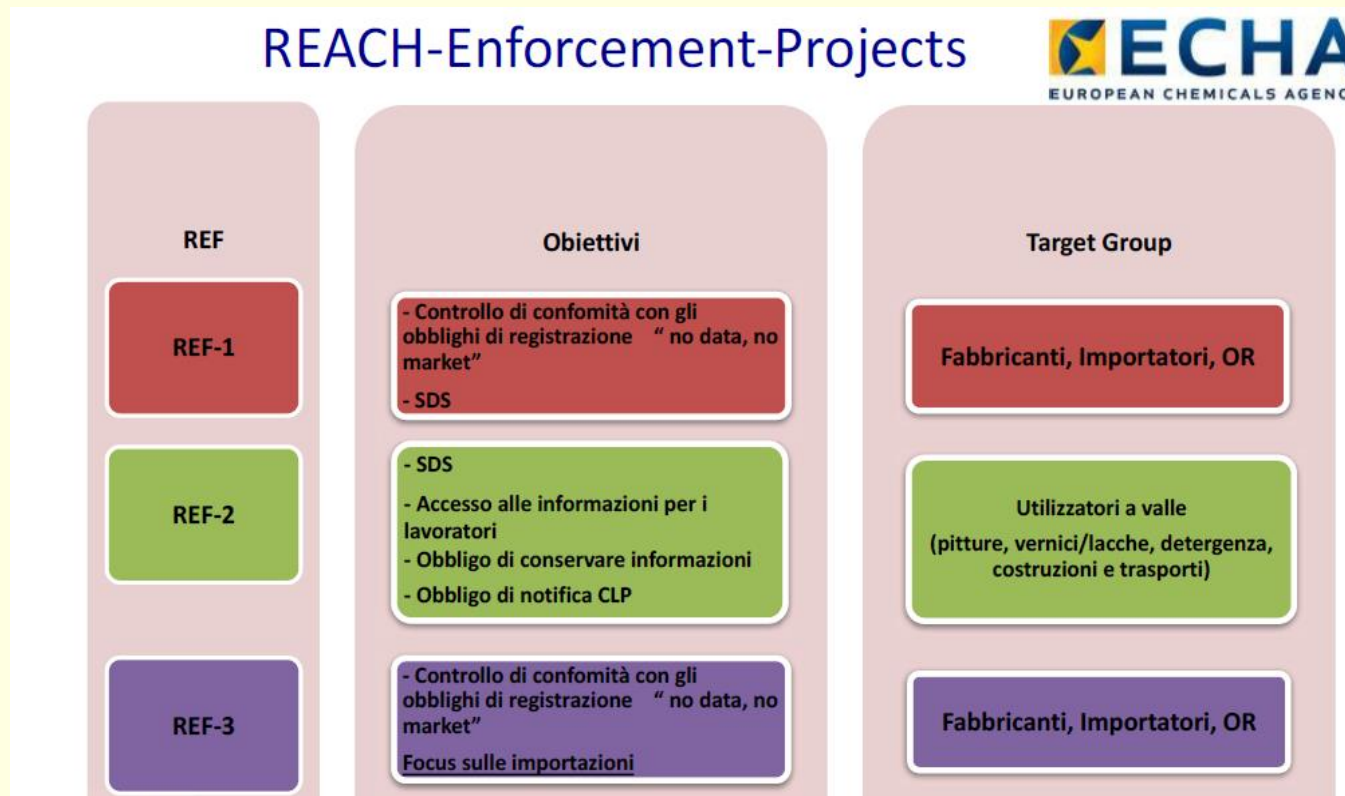 REACH-Enforcement-Projects
ECHA
EUROPEAN CHEMICALS AGENC
REF
Obiettivi
Target Group
REF-1
- Controllo di confomità con gli
obblighi di registrazione “ no data, no
market”
- SDS
Fabbricanti, Importatori, OR
REF-2
- SDS
- Accesso alle informazioni per i
lavoratori
- Obbligo di conservare informazioni
- Obbligo di notifica CLP
Utilizzatori a valle
(pitture, vernici/lacche, detergenza,
costruzioni e trasporti)
REF-3
- Controllo di confomità con gli
obblighi di registrazione “ no data, no
market”
Focus sulle importazioni
Fabbricanti, Importatori, OR